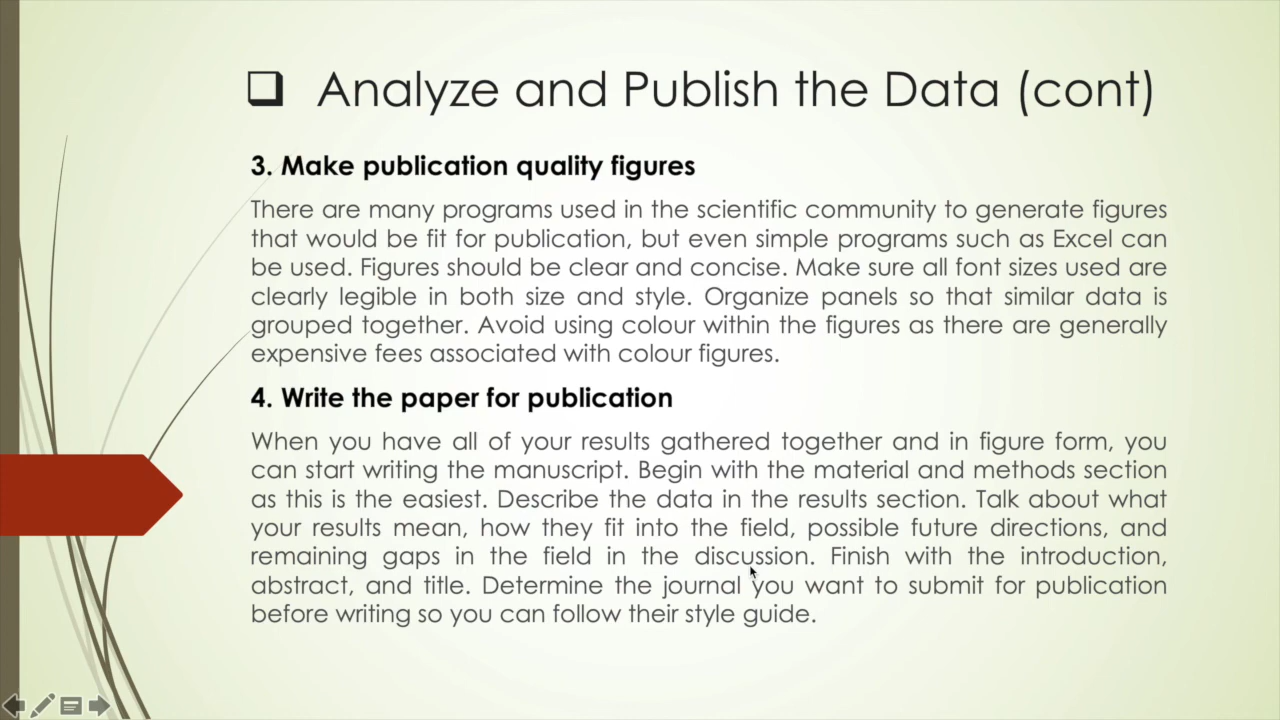 ❑ Analyze and Publish the Data (cont)
3. Make publication quality figures
There are many programs used in the scientific community to generate figures
that would be fit for publication, but even simple programs such as Excel can
be used. Figures should be clear and concise. Make sure all font sizes used are
clearly legible in both size and style. Organize panels so that similar data is
grouped together. Avoid using colour within the figures as there are generally
expensive fees associated with colour figures.
4. Write the paper for publication
When you have all of your results gathered together and in figure form, you
can start writing the manuscript. Begin with the material and methods section
as this is the easiest. Describe the data in the results section. Talk about what
your results mean, how they fit into the field, possible future directions, and
remaining gaps in the field in the discussion. Finish with the introduction,
abstract, and title. Determine the journal you want to submit for publication
before writing so you can follow their style guide.